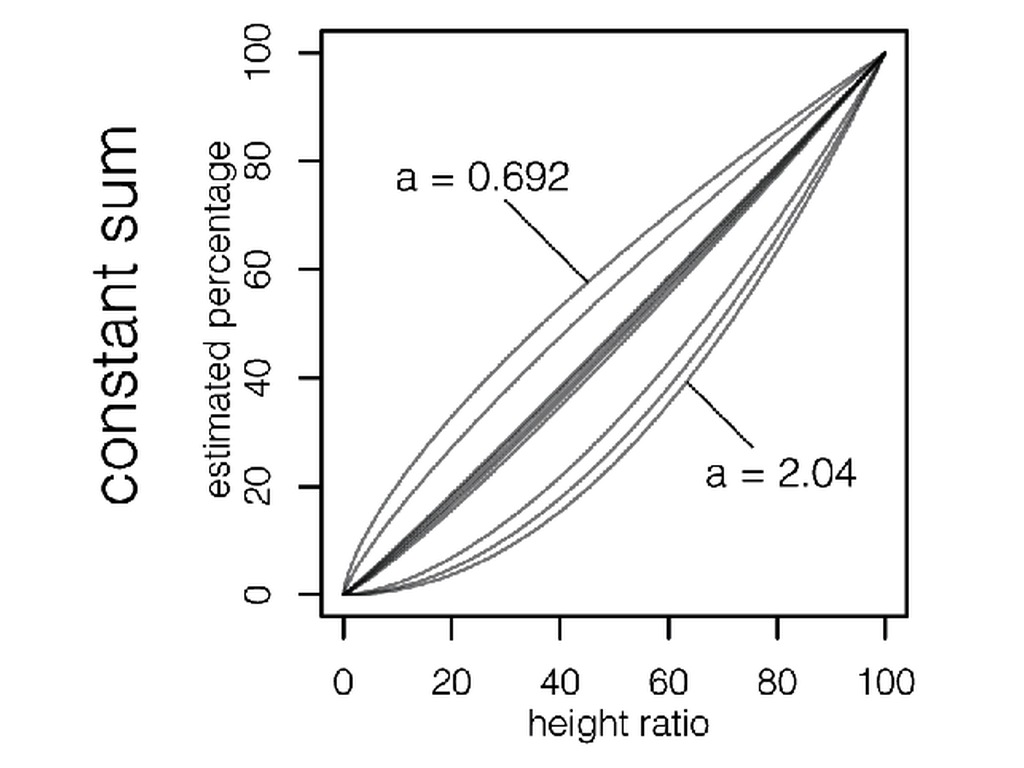 constant sum
estimated percentage
100
80
60
40
20
0
a = 0.692
a = 2.04
0 20 40 60 80 100
height ratio